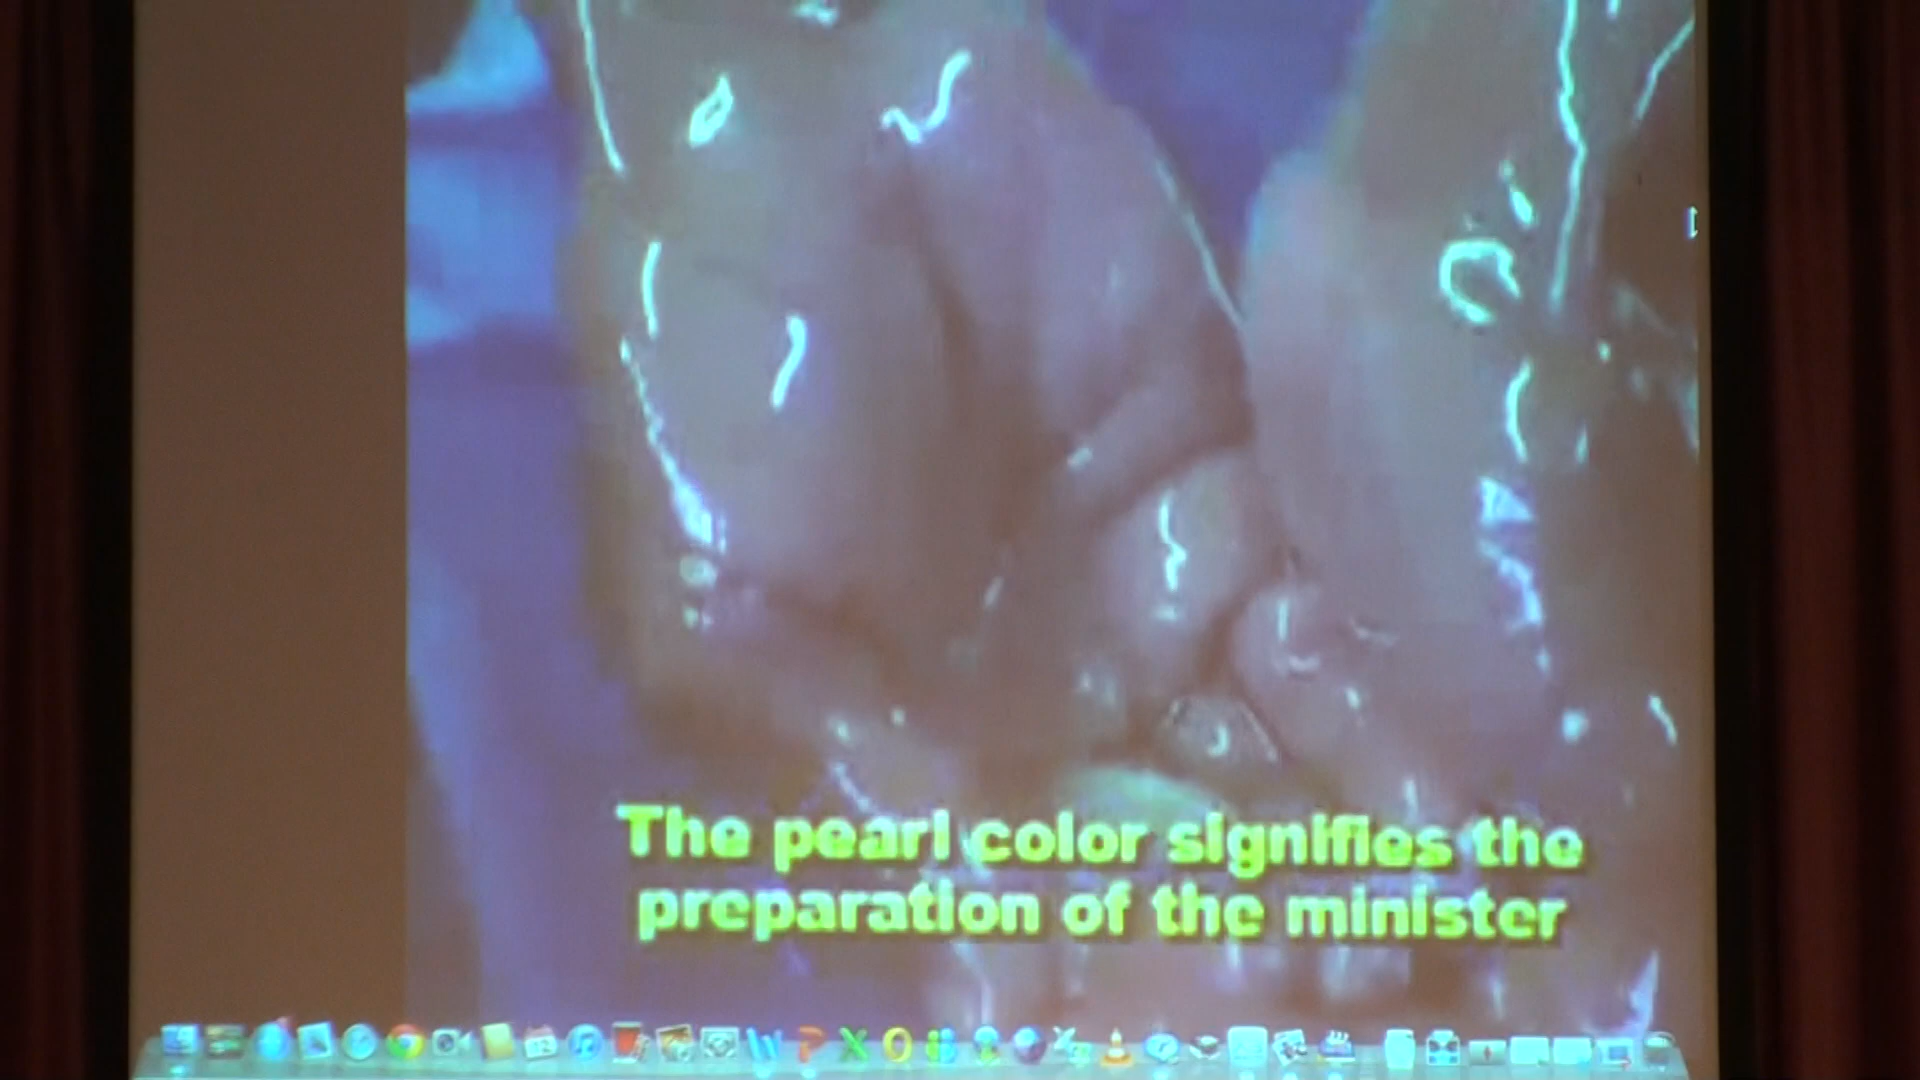 The pearl color signifies the
preparation of the minister